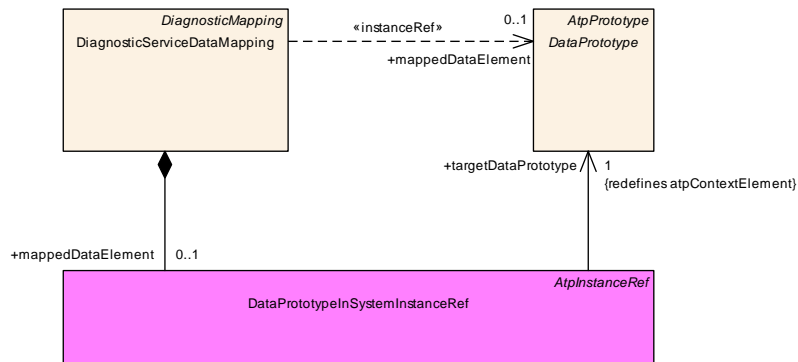 DiagnosticMapping
DiagnosticServiceDataMapping
«instanceRef»
0..1
+mappedDataElement
AtpPrototype
DataPrototype
+targetDataPrototype
1
{redefines atpContextElement}
+mappedDataElement
0..1
AtpInstanceRef
DataPrototypeInSystemInstanceRef